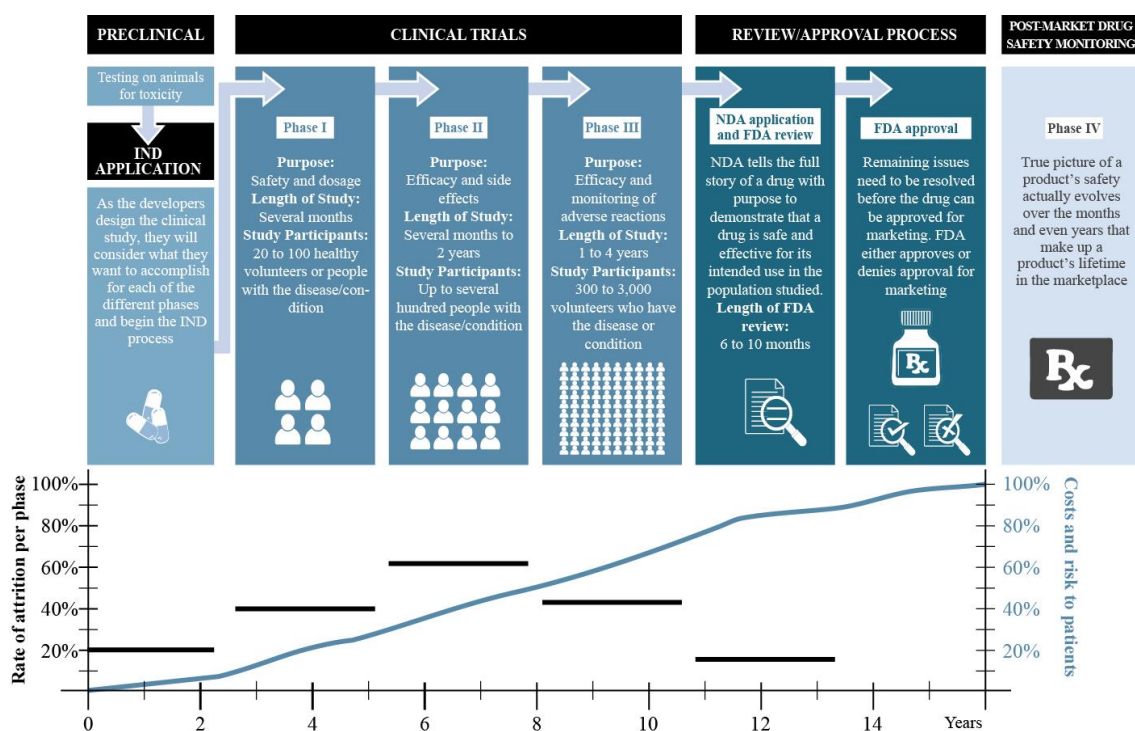 PRECLINICAL
CLINICAL TRIALS
REVIEW/APPROVAL PROCESS
POST-MARKET DRUG
SAFETY MONITORING
Testing on animals
for toxicity
IND
APPLICATION
As the developers
design the clinical
study, they will
consider what they
want to accomplish
for each of the
different phases
and begin the IND
process
Phase I
Purpose:
Safety and dosage
Length of Study:
Several months
Study Participants:
20 to 100 healthy
volunteers or people
with the disease/con-
dition
Phase II
Purpose:
Efficacy and side
effects
Length of Study:
Several months to
2 years
Study Participants:
Up to several
hundred people with
the disease/condition
Phase III
Purpose:
Efficacy and
monitoring of
adverse reactions
Length of Study:
1 to 4 years
Study Participants:
300 to 3,000
volunteers who have
the disease or
condition
NDA application
and FDA review
NDA tells the full
story of a drug with
purpose to
demonstrate that a
drug is safe and
effective for its
intended use in the
population studied.
Length of FDA
review:
6 to 10 months
FDA approval
Remaining issues
need to be resolved
before the drug can
be approved for
marketing. FDA
either approves or
denies approval for
marketing
Rx
Phase IV
True picture of a
product's safety
actually evolves
over the months
and even years that
make up a
product's lifetime
in the marketplace
Rx
Rate of attrition per phase
100%
80%
60%
40%
20%
100%
80%
60%
40%
20%
Costs and risk to
patients
0 2 4 6 8 10 12 14 Years